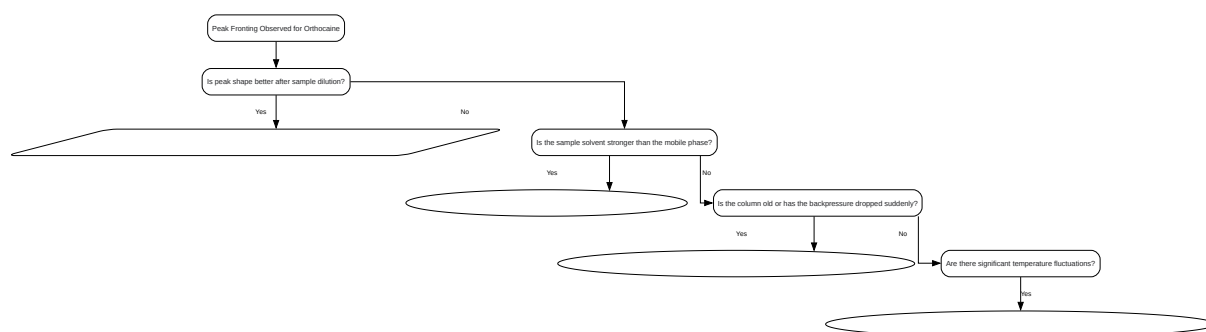 Peak Fronting Observed for Orthocaine
Is peak shape better after sample dilution?
Yes
No
Is the sample solvent stronger than the mobile phase?
Yes
No
Is the column old or has the backpressure dropped suddenly?
Yes
No
Are there significant temperature fluctuations?
Yes